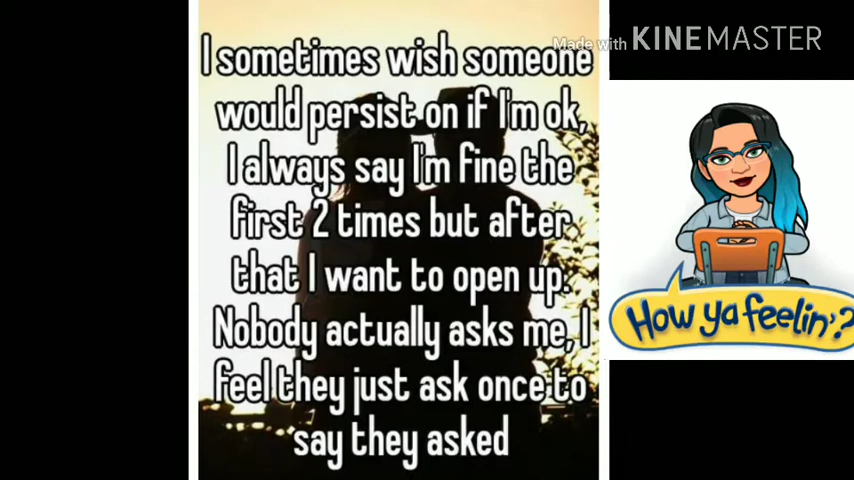 Made with KINEMASTER
I sometimes wish someone
would persist on if I'm ok,
I always say I'm fine the
first 2 times but after
that I want to open up.
Nobody actually asks me, I
feel they just ask once to
say they asked
How ya feelin'?